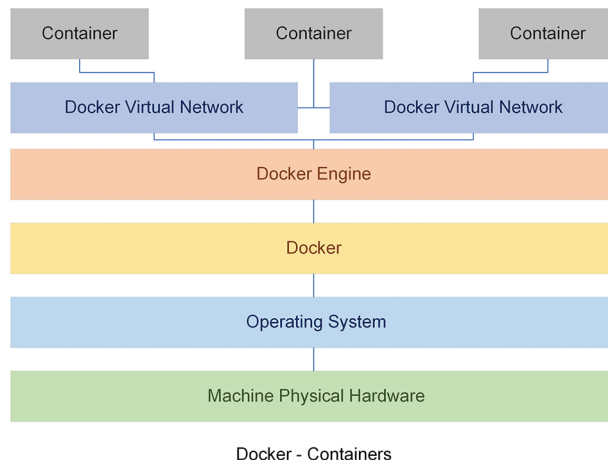 Container
Container
Container
Docker Virtual Network
Docker Virtual Network
Docker Engine
Docker
Operating System
Machine Physical Hardware
Docker - Containers